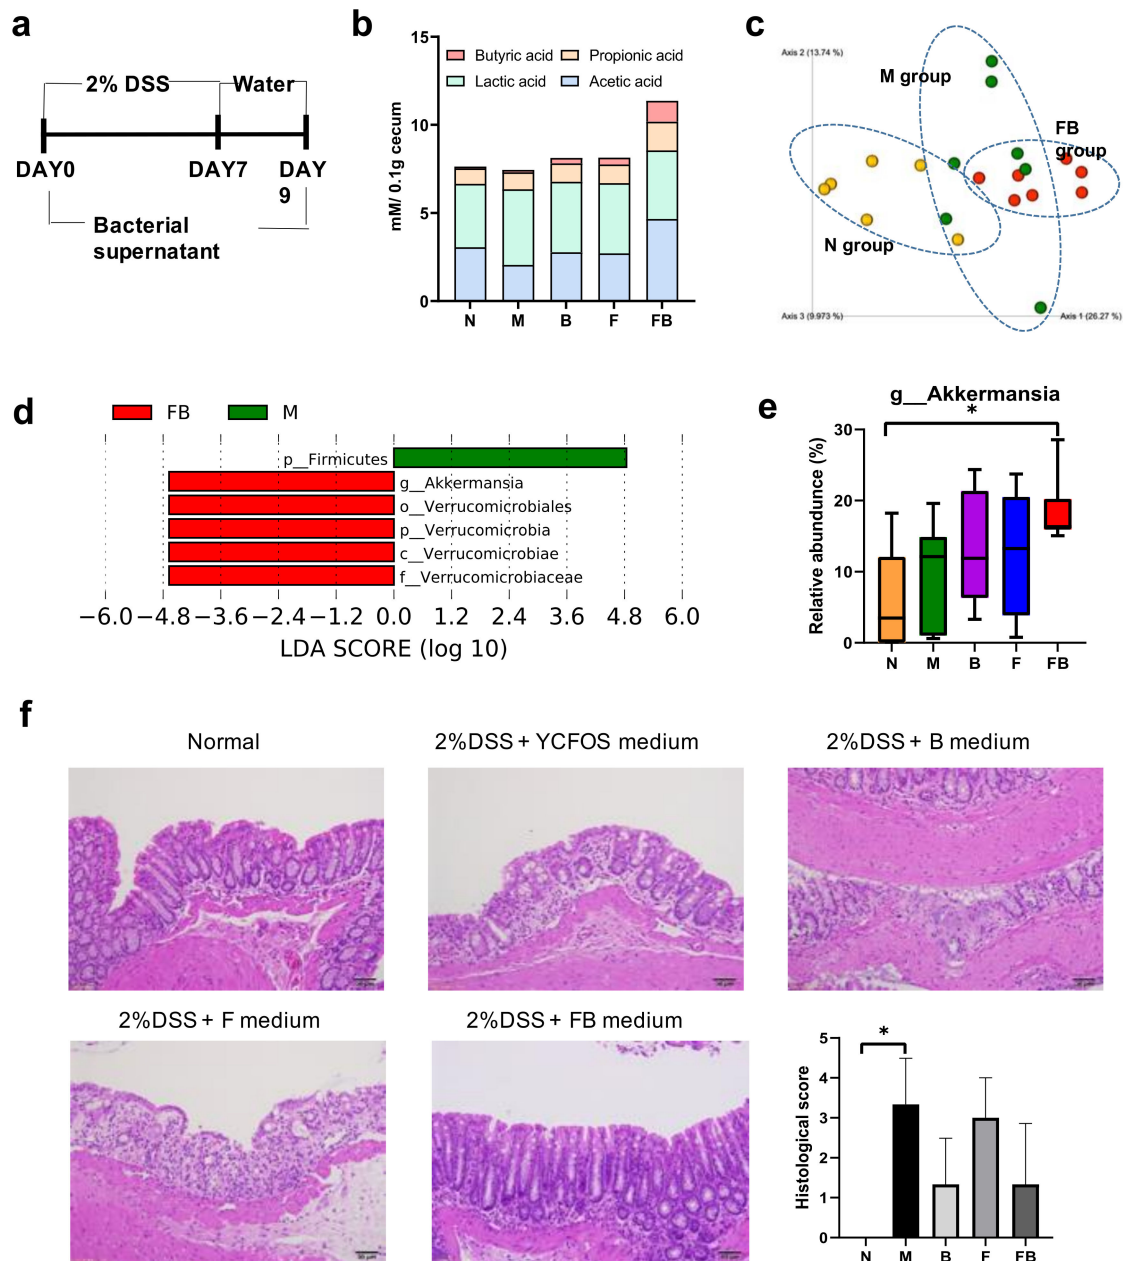 a
2% DSS
Water
DAY0
DAY7
DAY
9
Bacterial
supernatant
b
15
10
5
0
mM/ 0.1g cecum
Butyric acid
Propionic acid
Lactic acid
Acetic acid
N
M
B
F
FB
c
Axis 2 (13.74 %)
M group
FB
group
N group
Axis 3 (9.973 %)
Axis 1 (26.27 %)
d
FB
M
p__Firmicutes
g__Akkermansia
o__Verrucomicrobiales
p__Verrucomicrobia
c__Verrucomicrobiae
f__Verrucomicrobiaceae
−6.0 −4.8 −3.6 −2.4 −1.2 0.0 1.2 2.4 3.6 4.8 6.0
LDA SCORE (log 10)
e
g__Akkermansia
*
30
20
10
0
Relative abundunce (%)
N
M
B
F
FB
f
Normal
2%DSS + YCFOS medium
2%DSS + B medium
2%DSS + F medium
2%DSS + FB medium
*
5
4
3
2
1
0
Histological score
N
M
B
F
FB